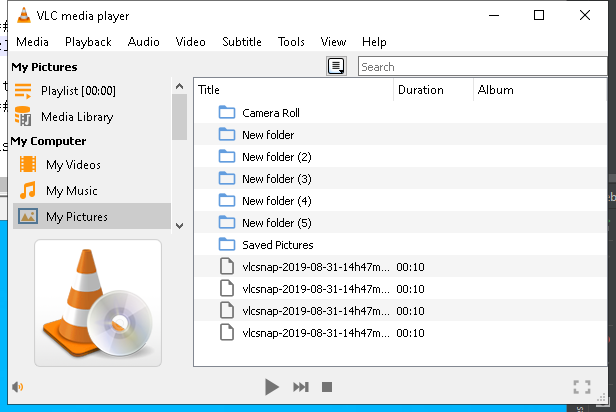 VLC media player
Media Playback Audio Video Subtitle Tools View Help
My Pictures
Search
Playlist [00:00]
Media Library
My Computer
My Videos
My Music
My Pictures
Title Duration Album
Camera Roll
New folder
New folder (2)
New folder (3)
New folder (4)
New folder (5)
Saved Pictures
vlcsnap-2019-08-31-14h47m... 00:10
vlcsnap-2019-08-31-14h47m... 00:10
vlcsnap-2019-08-31-14h47m... 00:10
vlcsnap-2019-08-31-14h47m... 00:10